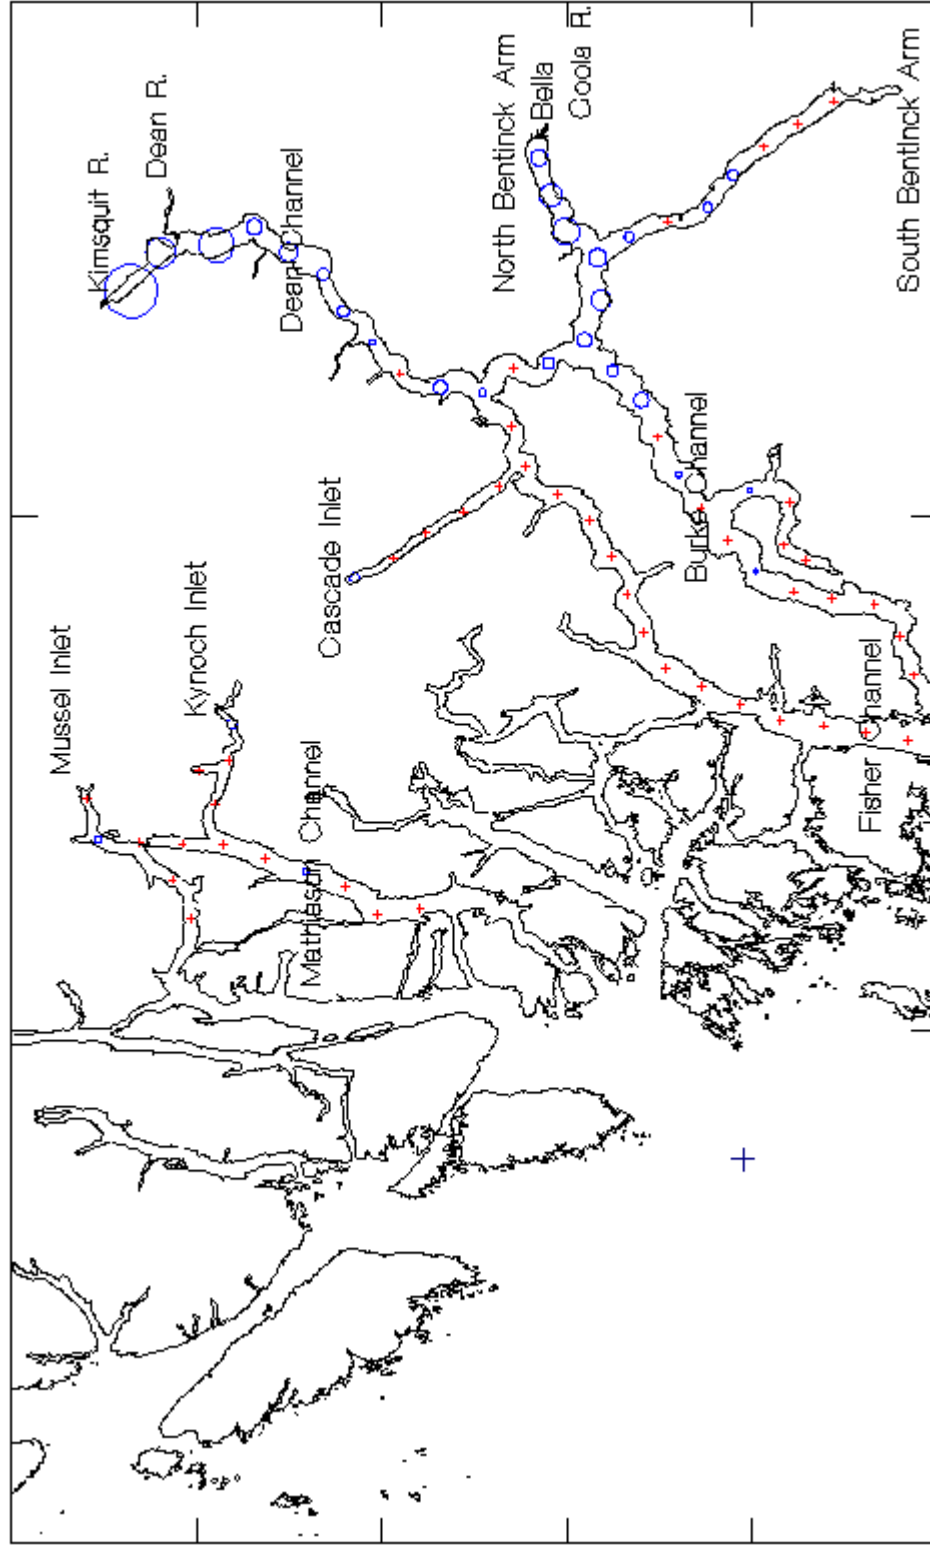 Kimsquit R.
Dean R.
Dean Channel
North Bentinck Arm
Bella
Coola R.
South Bentinck Arm
Cascade Inlet
Burke Channel
Mussel Inlet
Kynoch Inlet
Mathieson Channel
Fisher Channel